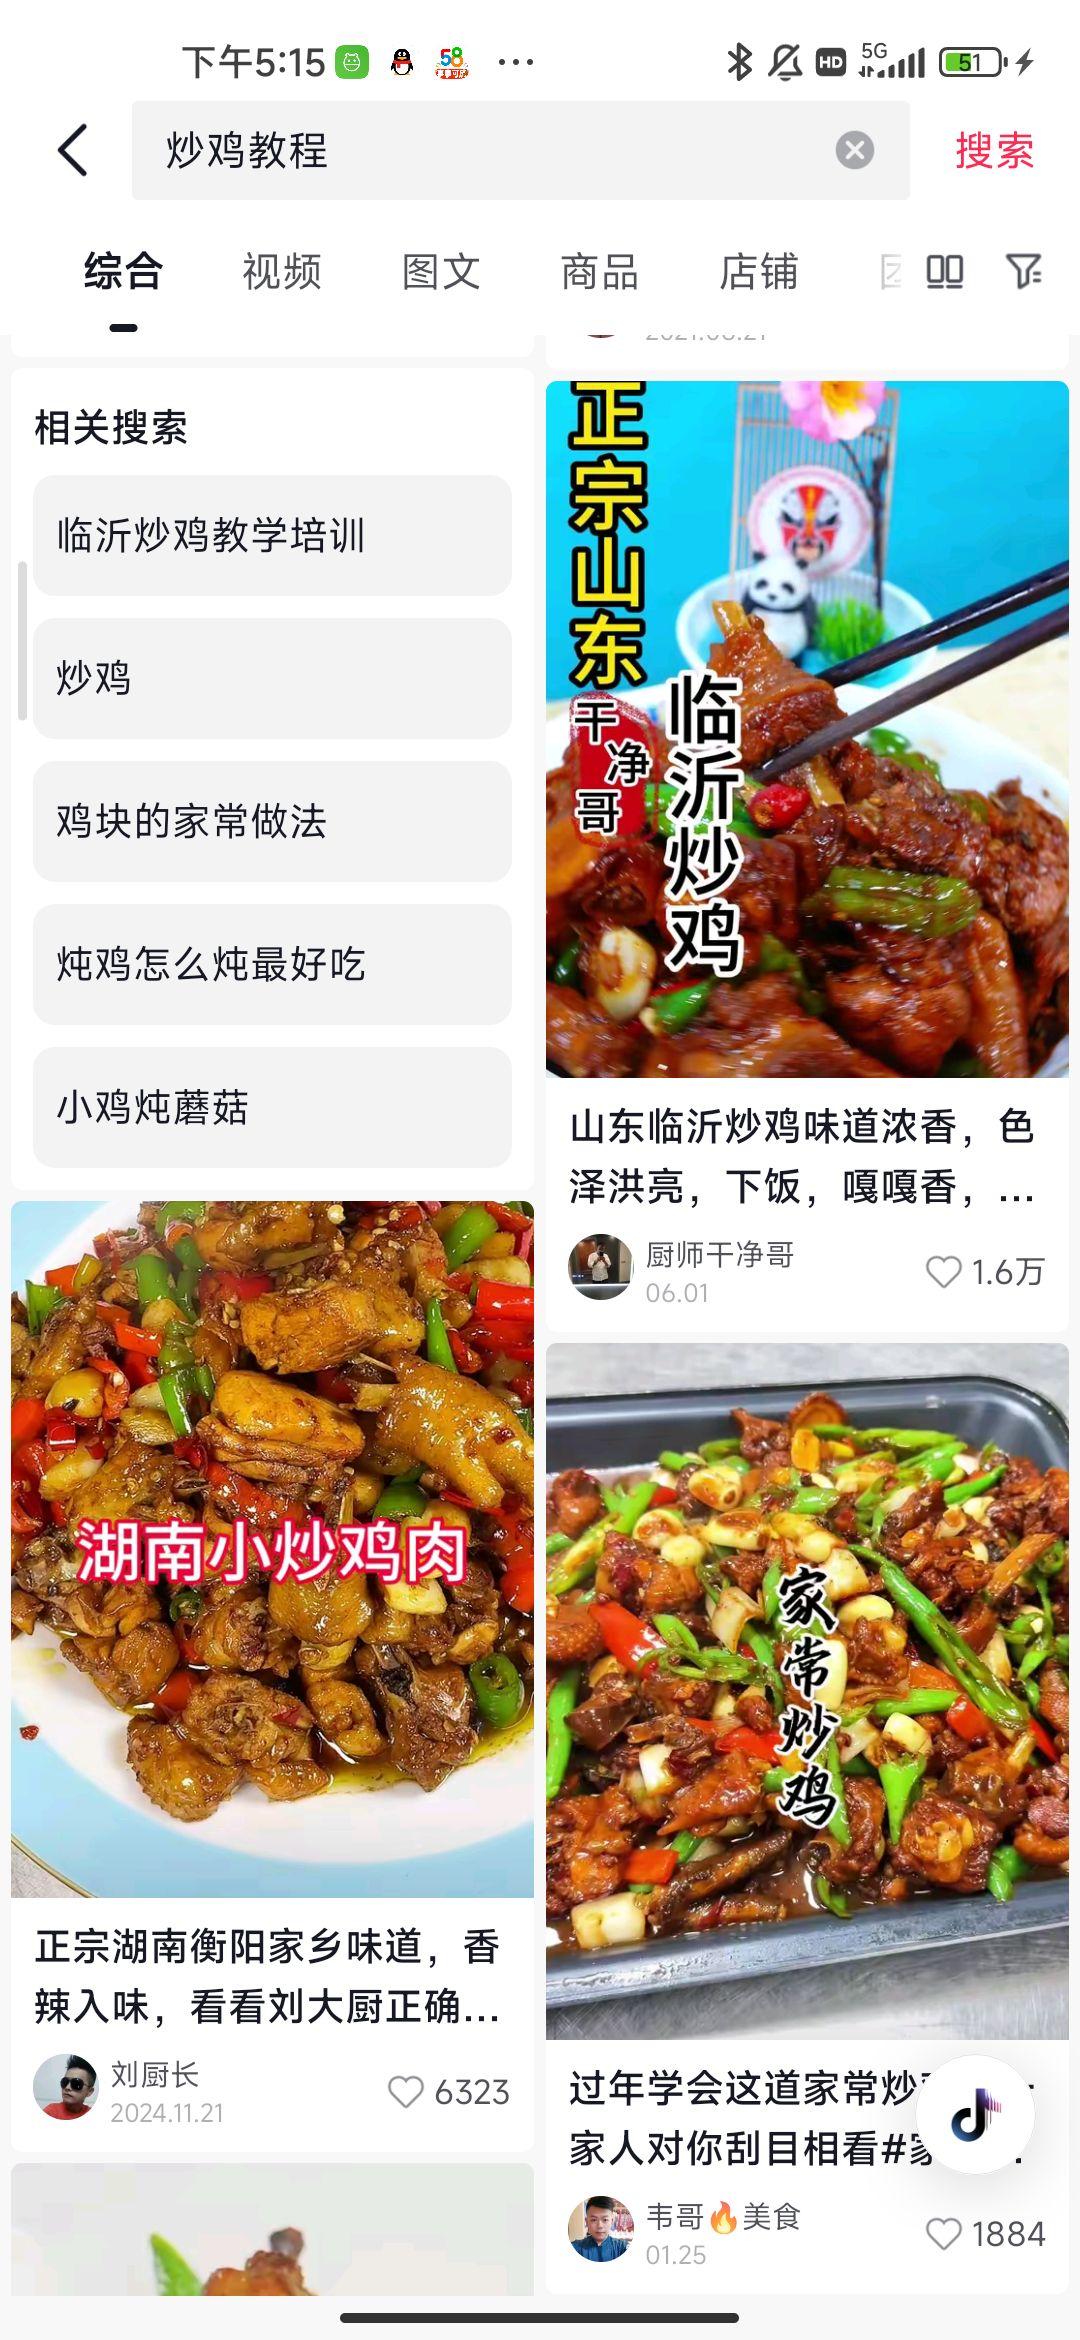 下午5:15
58
HD
5G
51
炒鸡教程
搜索
综合
视频
图文
商品
店铺
相关搜索
临沂炒鸡教学培训
炒鸡
鸡块的家常做法
炖鸡怎么炖最好吃
小鸡炖蘑菇
湖南小炒鸡肉
正宗湖南衡阳家乡味道，香
辣入味，看看刘大厨正确...
刘厨长
2024.11.21
6323
正宗山东
干净哥
临沂炒鸡
山东临沂炒鸡味道浓香，色
泽洪亮，下饭，嘎嘎香，...
厨师干净哥
06.01
1.6万
家常炒鸡
过年学会这道家常炒
家人对你刮目相看#家
韦哥🔥美食
01.25
1884